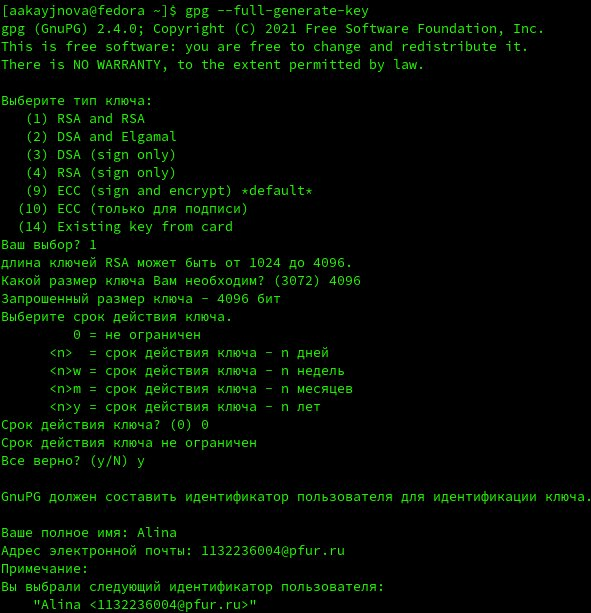 [aakayjnova@fedora ~]$ gpg --full-generate-key
gpg (GnuPG) 2.4.0; Copyright (C) 2021 Free Software Foundation, Inc.
This is free software: you are free to change and redistribute it.
There is NO WARRANTY, to the extent permitted by law.

Выберите тип ключа:
   (1) RSA and RSA
   (2) DSA and Elgamal
   (3) DSA (sign only)
   (4) RSA (sign only)
   (9) ECC (sign and encrypt) *default*
  (10) ECC (только для подписи)
  (14) Existing key from card
Ваш выбор? 1
длина ключей RSA может быть от 1024 до 4096.
Какой размер ключа Вам необходим? (3072) 4096
Запрошенный размер ключа - 4096 бит
Выберите срок действия ключа.
         0 = не ограничен
      <n>  = срок действия ключа - n дней
      <n>w = срок действия ключа - n недель
      <n>m = срок действия ключа - n месяцев
      <n>y = срок действия ключа - n лет
Срок действия ключа? (0) 0
Срок действия ключа не ограничен
Все верно? (y/N) y

GnuPG должен составить идентификатор пользователя для идентификации ключа.

Ваше полное имя: Alina
Адрес электронной почты: 1132236004@pfur.ru
Примечание:
Вы выбрали следующий идентификатор пользователя:
    "Alina <1132236004@pfur.ru>"